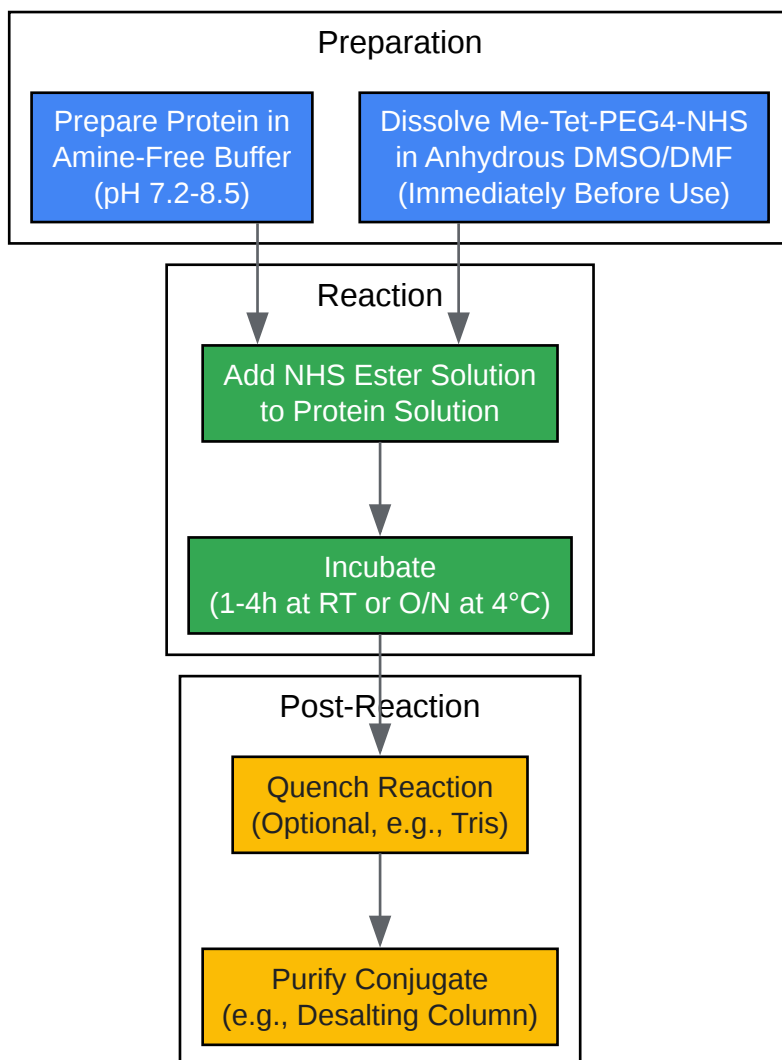 Preparation
Prepare Protein in
Amine-Free Buffer
(pH 7.2-8.5)
Dissolve Me-Tet-PEG4-NHS
in Anhydrous DMSO/DMF
(Immediately Before Use)
Reaction
Add NHS Ester Solution
to Protein Solution
Incubate
(1-4h at RT or O/N at 4°C)
Post-Reaction
Quench Reaction
(Optional, e.g., Tris)
Purify Conjugate
(e.g., Desalting Column)